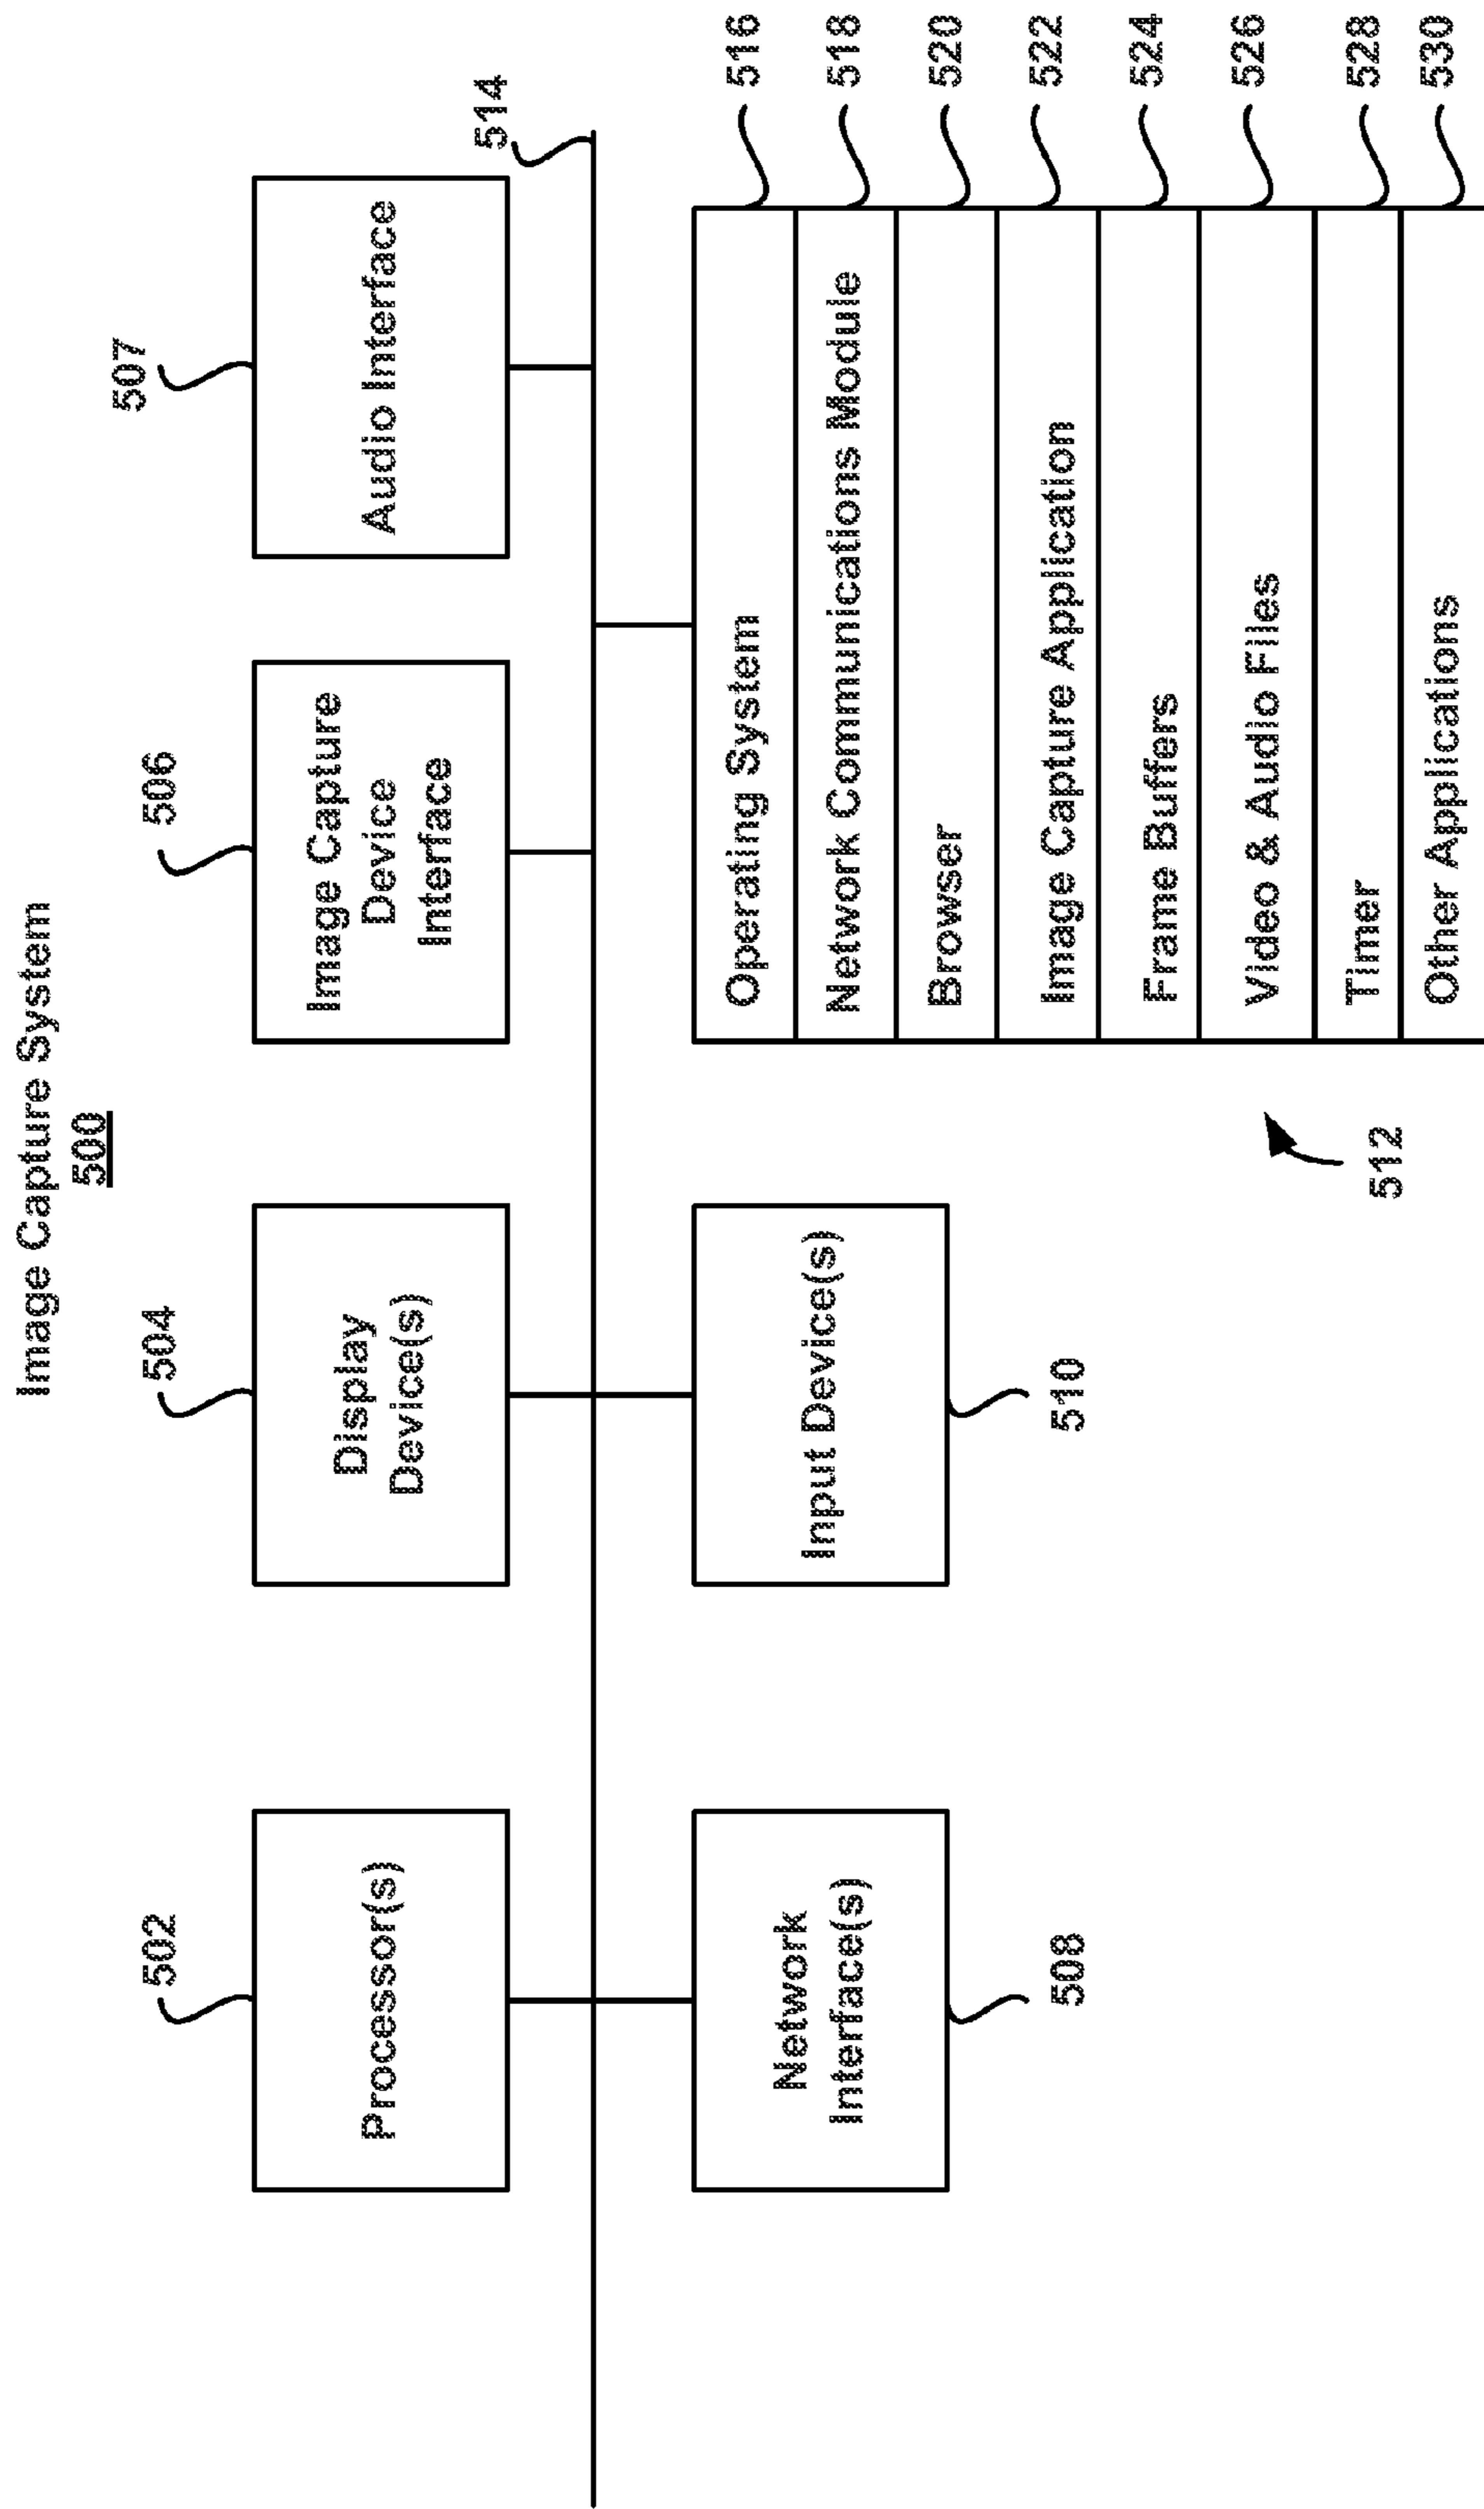 Image Capture System
500
502
504
506
507
Processor(s)
Display
Device(s)
Image Capture
Device
Interface
Audio Interface
514
Network
Interface(s)
508
Input Device(s)
510
512
Operating System
516
Network Communications Module
518
Browser
520
Image Capture Application
522
Frame Buffers
524
Video & Audio Files
526
Timer
528
Other Applications
530